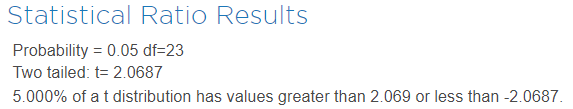 Statistical Ratio Results
Probability = 0.05 df=23
Two tailed: t= 2.0687
5.000% of a t distribution has values greater than 2.069 or less than -2.0687.